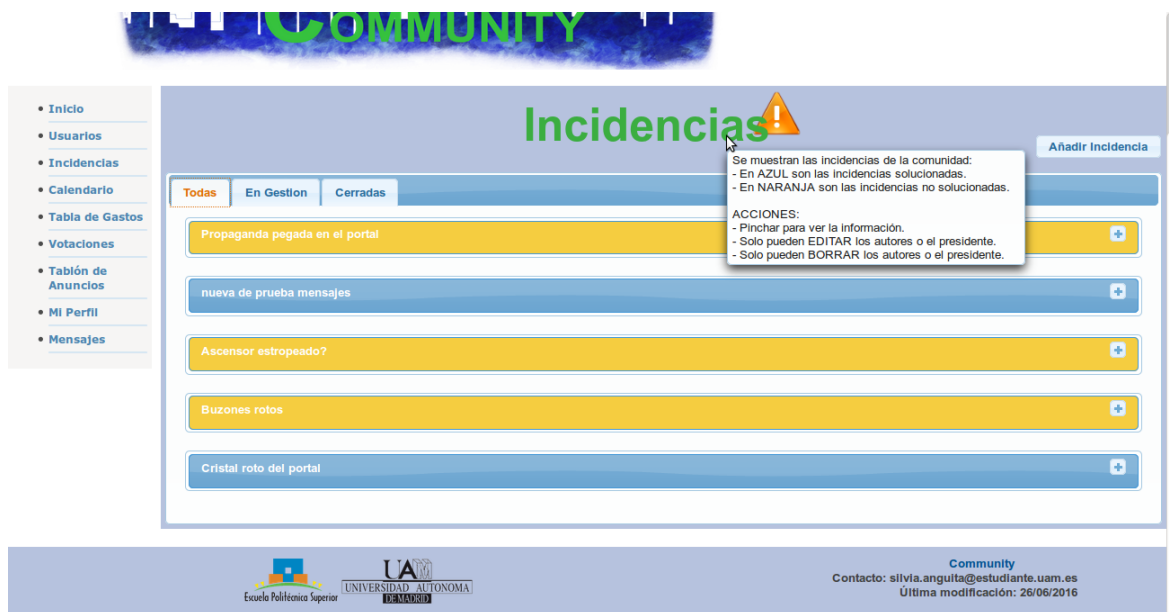 COMMUNITY
Incidencias
Añadir Incidencia
• Inicio
• Usuarios
• Incidencias
• Calendario
• Tabla de Gastos
• Votaciones
• Tablón de
Anuncios
• Mi Perfil
• Mensajes
Se muestran las incidencias de la comunidad:
- En AZUL son las incidencias solucionadas.
- En NARANJA son las incidencias no solucionadas.
ACCIONES:
- Pinchar para ver la información.
- Solo pueden EDITAR los autores o el presidente.
- Solo pueden BORRAR los autores o el presidente.
Todas En Gestion Cerradas
Propaganda pegada en el portal
nueva de prueba mensajes
Ascensor estropeado?
Buzones rotos
Cristal roto del portal
Escuela Politécnica Superior
UAM
UNIVERSIDAD AUTONOMA
DE MADRID
Community
Contacto: silvia.anguita@estudiante.uam.es
Última modificación: 26/06/2016